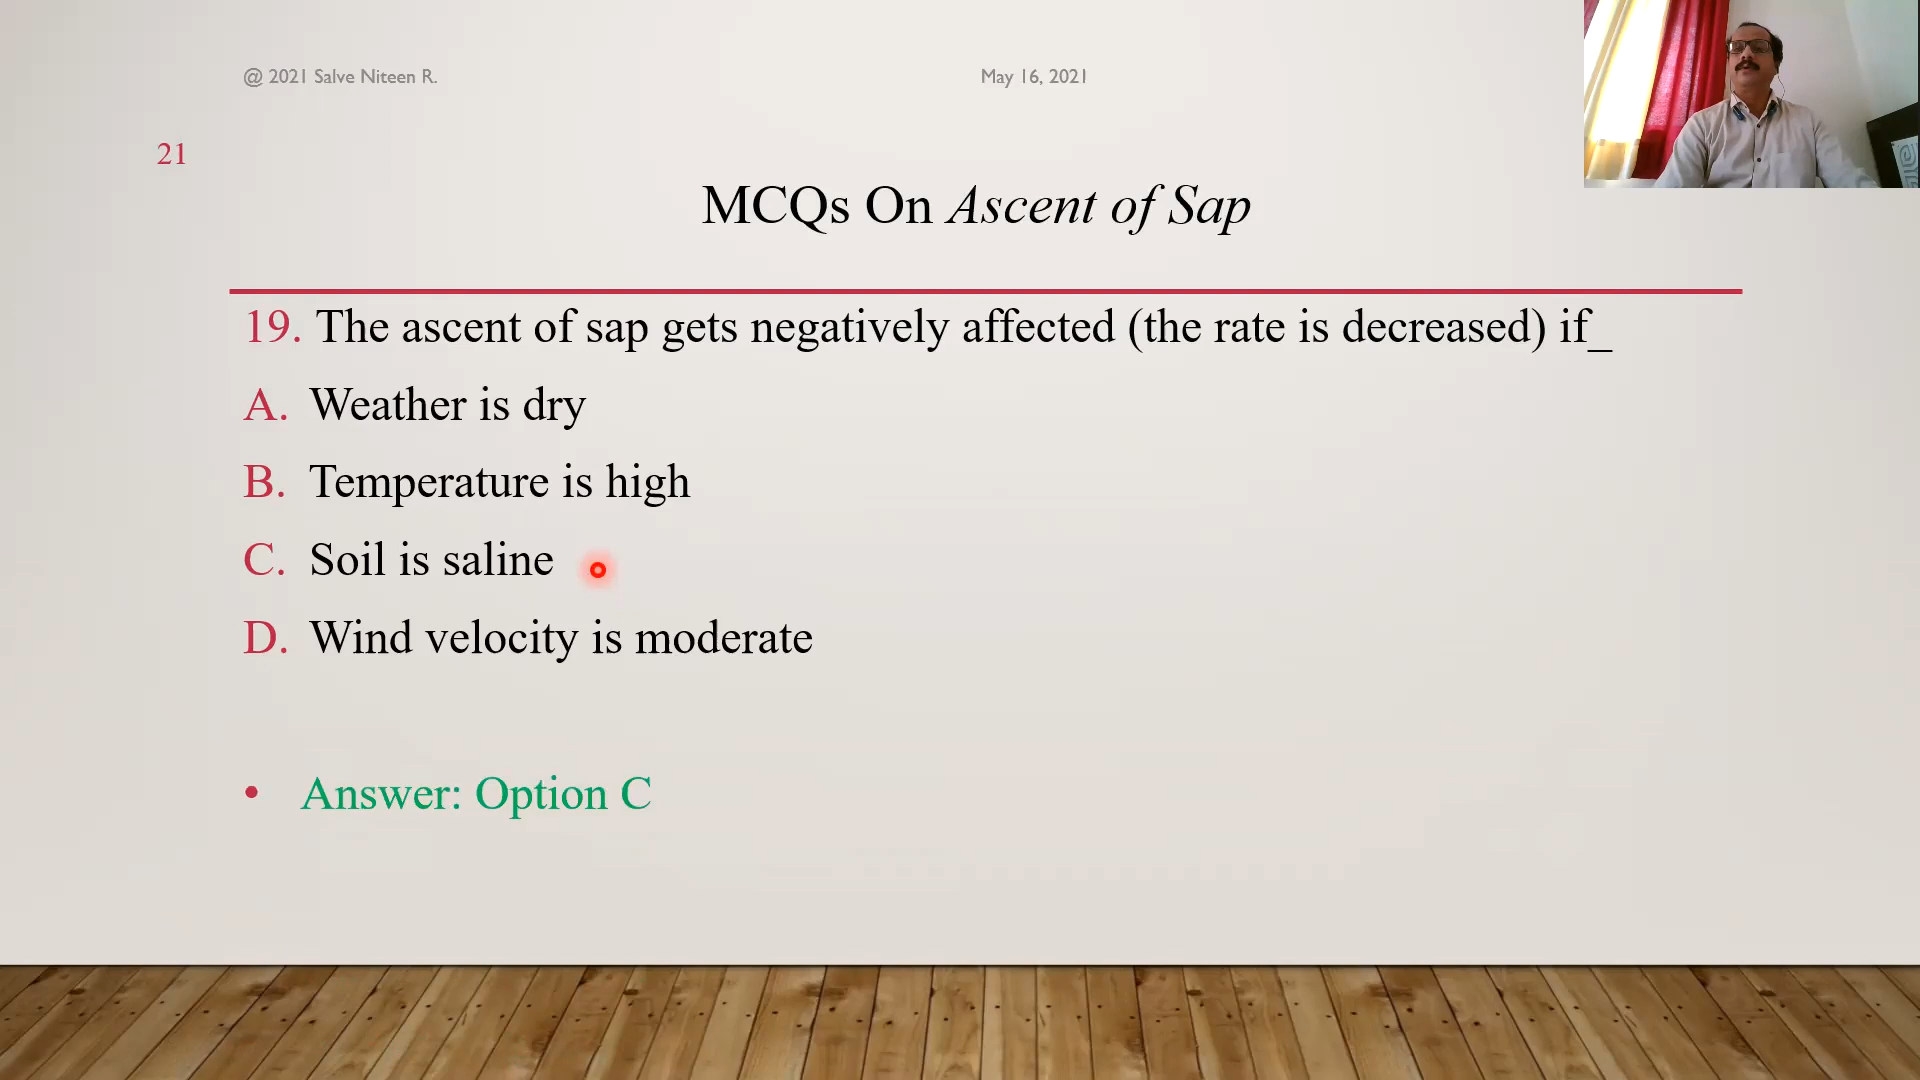 @ 2021 Salve Niteen R.
May 16, 2021
21
MCQs On Ascent of Sap
19. The ascent of sap gets negatively affected (the rate is decreased) if_
A. Weather is dry
B. Temperature is high
C. Soil is saline
D. Wind velocity is moderate
• Answer: Option C